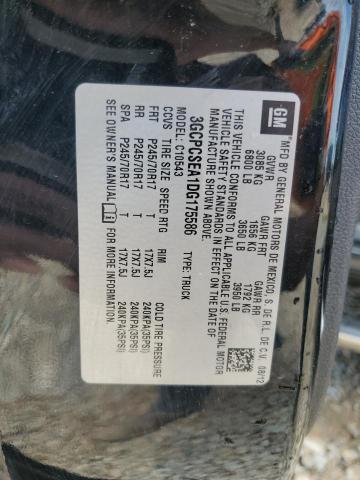 GM
MFD BY GENERAL MOTORS DE MEXICO, S. DE R.L. DE C.V. 08/12
GVWR GAWR FRT GAWR RR
3085 KG 1656 KG 1792 KG
6800 LB 3650 LB 3950 LB
THIS VEHICLE CONFORMS TO ALL APPLICABLE U.S. FEDERAL MOTOR
VEHICLE SAFETY STANDARDS IN EFFECT ON THE DATE OF
MANUFACTURE SHOWN ABOVE.
3GCPCSEA1DG175586 TYPE: TRUCK
MODEL: C10543
CCVS TIRE SIZE SPEED RTG RIM COLD TIRE PRESSURE
FRT P245/70R17 T 17X7.5J 240KPA(35PSI)
RR P245/70R17 T 17X7.5J 240KPA(35PSI)
SPA P245/70R17 T 17X7.5J 240KPA(35PSI)
SEE OWNER'S MANUAL FOR MORE INFORMATION.